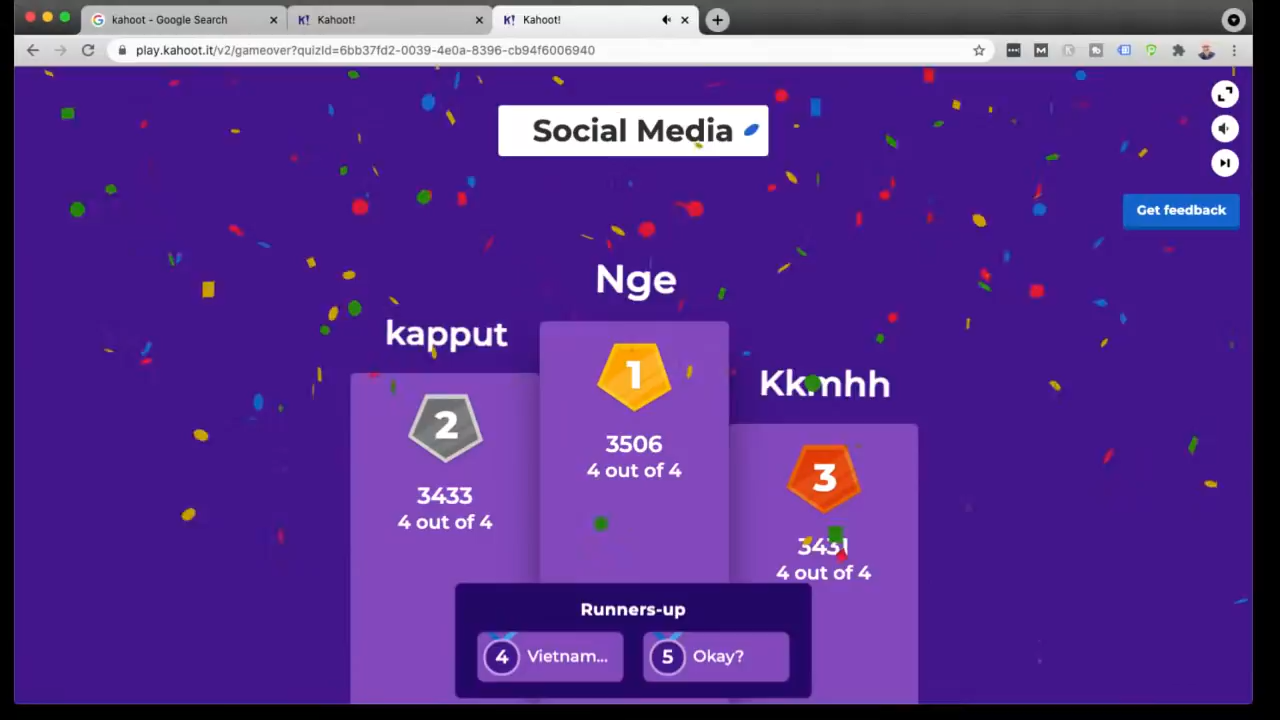 kahoot - Google Search
Kahoot!
Kahoot!
play.kahoot.it/v2/gameover?quizId=6bb37fd2-0039-4e0a-8396-cb94f6006940
Social Media
Get feedback
Nge
kapput
Kkmhh
1
2
3
3506
4 out of 4
3433
4 out of 4
3431
4 out of 4
Runners-up
4 Vietnam...
5 Okay?